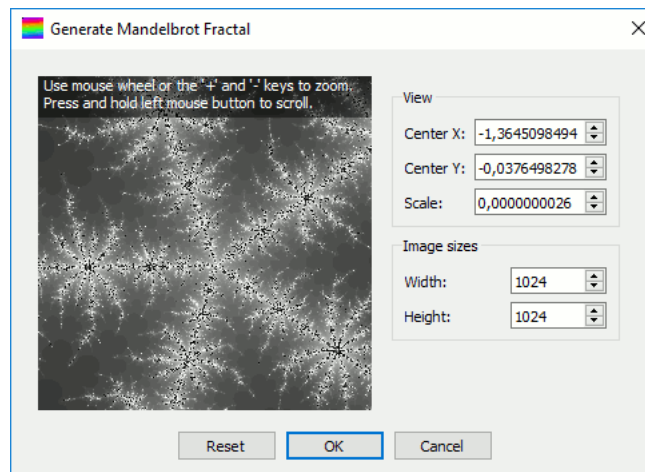 Generate Mandelbrot Fractal
Use mouse wheel or the '+' and '-' keys to zoom.
Press and hold left mouse button to scroll.
View
Center X: -1,3645098494
Center Y: -0,0376498278
Scale: 0,0000000026
Image sizes
Width: 1024
Height: 1024
Reset OK Cancel